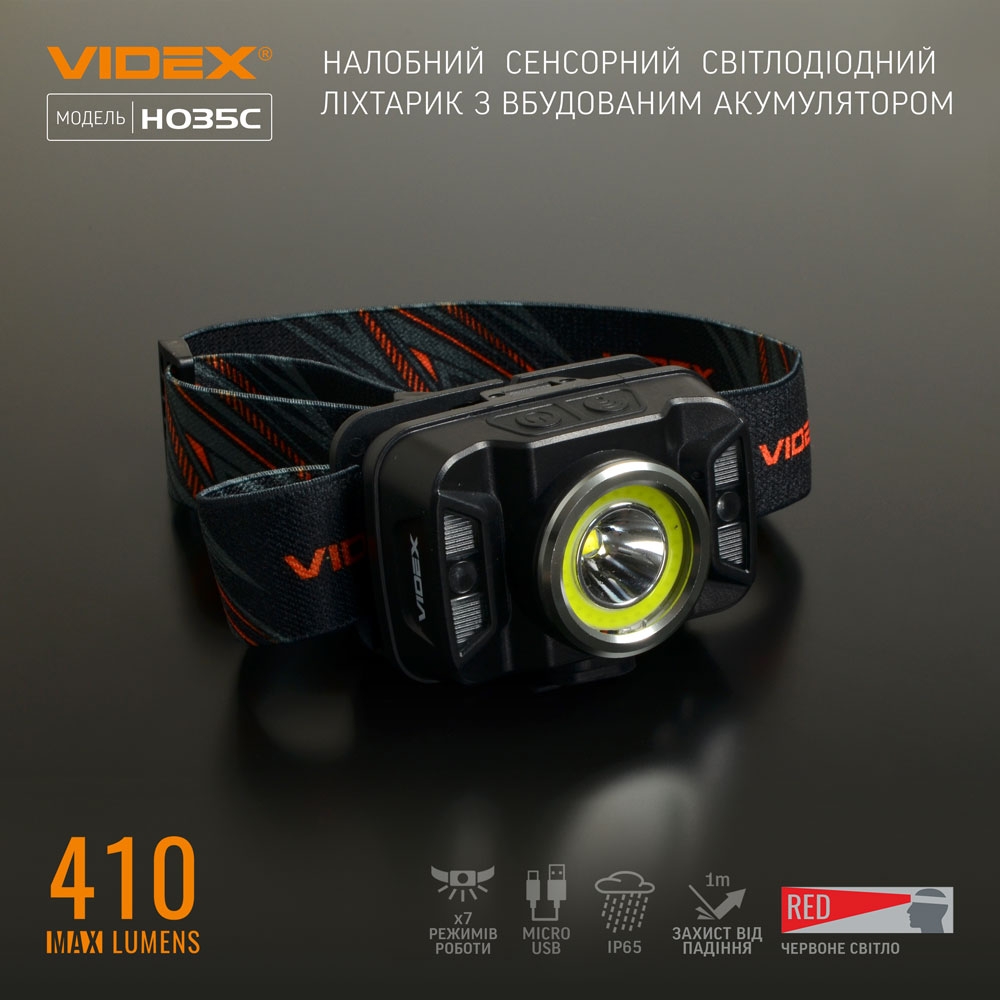 VIDEX®
МОДЕЛЬ HO35C
НАЛОБНИЙ СЕНСОРНИЙ СВІТЛОДІОДНИЙ
ЛІХТАРИК З ВБУДОВАНИМ АКУМУЛЯТОРОМ
VIDEX
VIDEX
VIDEX
410
MAX LUMENS
x7
РЕЖИМІВ
РОБОТИ
MICRO
USB
IP65
1m
ЗАХИСТ ВІД
ПАДІННЯ
RED
ЧЕРВОНЕ СВІТЛО